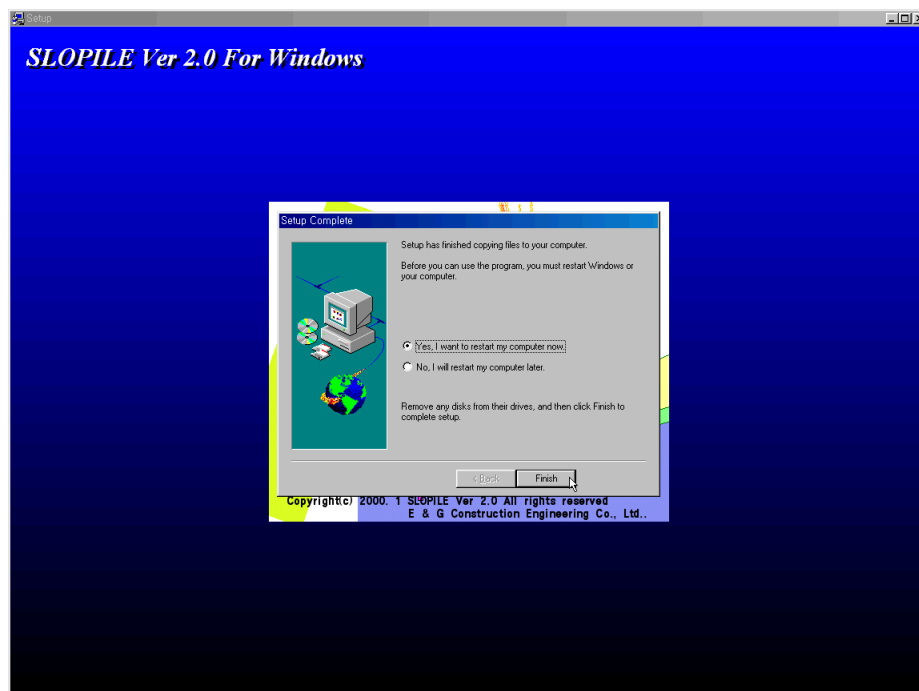 Setup
SLOPILE Ver 2.0 For Windows
Setup Complete
Setup has finished copying files to your computer.
Before you can use the program, you must restart Windows or
your computer.
Yes, I want to restart my computer now.
No, I will restart my computer later.
Remove any disks from their drives, and then click Finish to
complete setup.
< Back
Finish
Copyright(c) 2000. 1 SLOPILE Ver 2.0 All rights reserved
E & G Construction Engineering Co., Ltd..